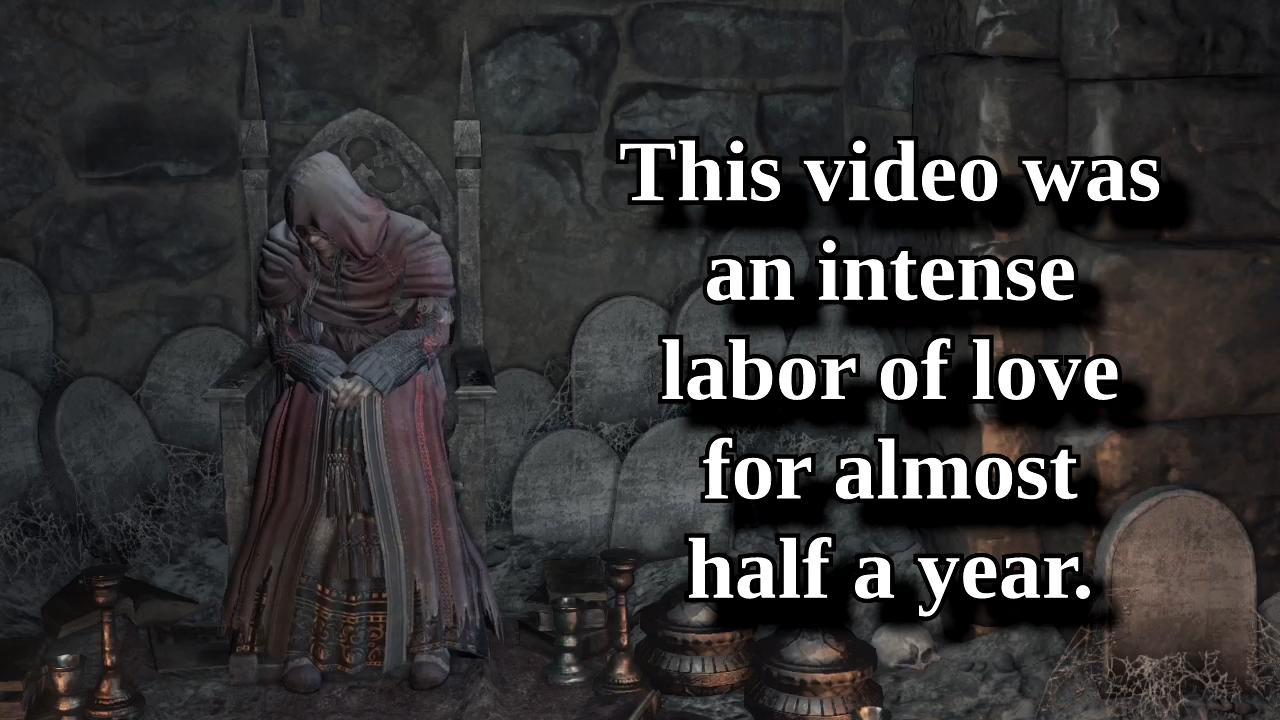 This video was
an intense
labor of love
for almost
half a year.